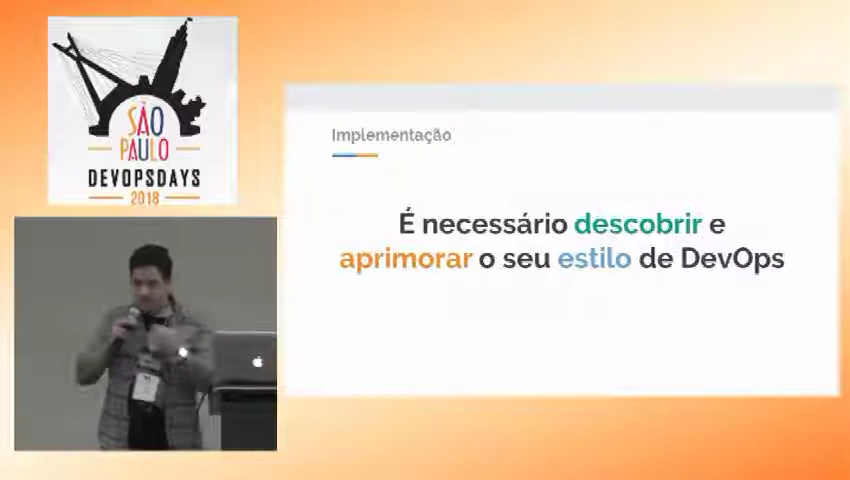 SÃO
PAULO
DEVOPSDAYS
2018
Implementação
É necessário descobrir e
aprimorar o seu estilo de DevOps